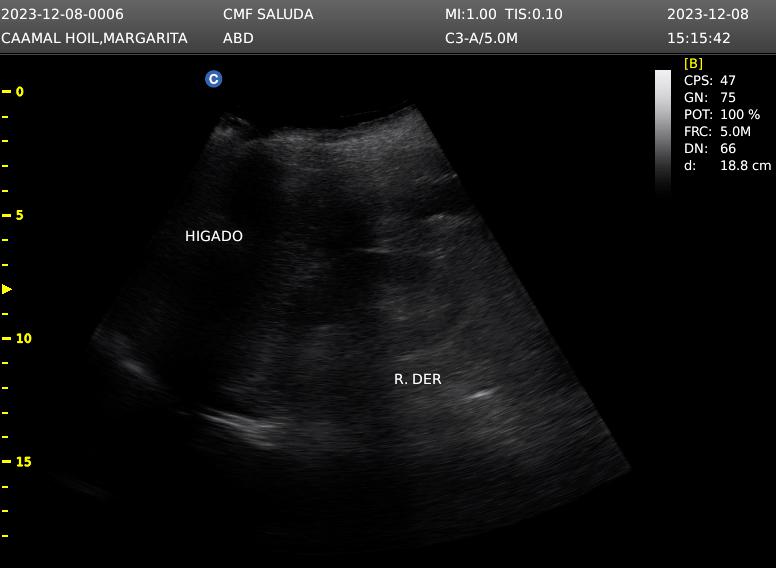 2023-12-08-0006 CMF SALUDA MI:1.00 TIS:0.10 2023-12-08
CAAMAL HOIL,MARGARITA ABD C3-A/5.0M 15:15:42
[B]
CPS: 47
GN: 75
POT: 100 %
FRC: 5.0M
DN: 66
d: 18.8 cm
C
0
5
HIGADO
10
R. DER
15